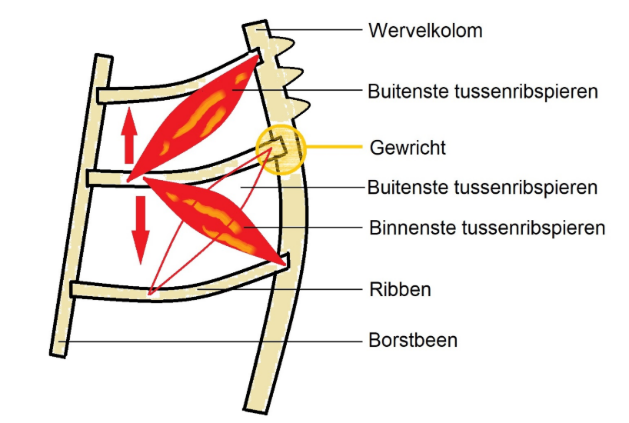 Wervelkolom
Buitenste tussenribspieren
Gewricht
Buitenste tussenribspieren
Binnenste tussenribspieren
Ribben
Borstbeen